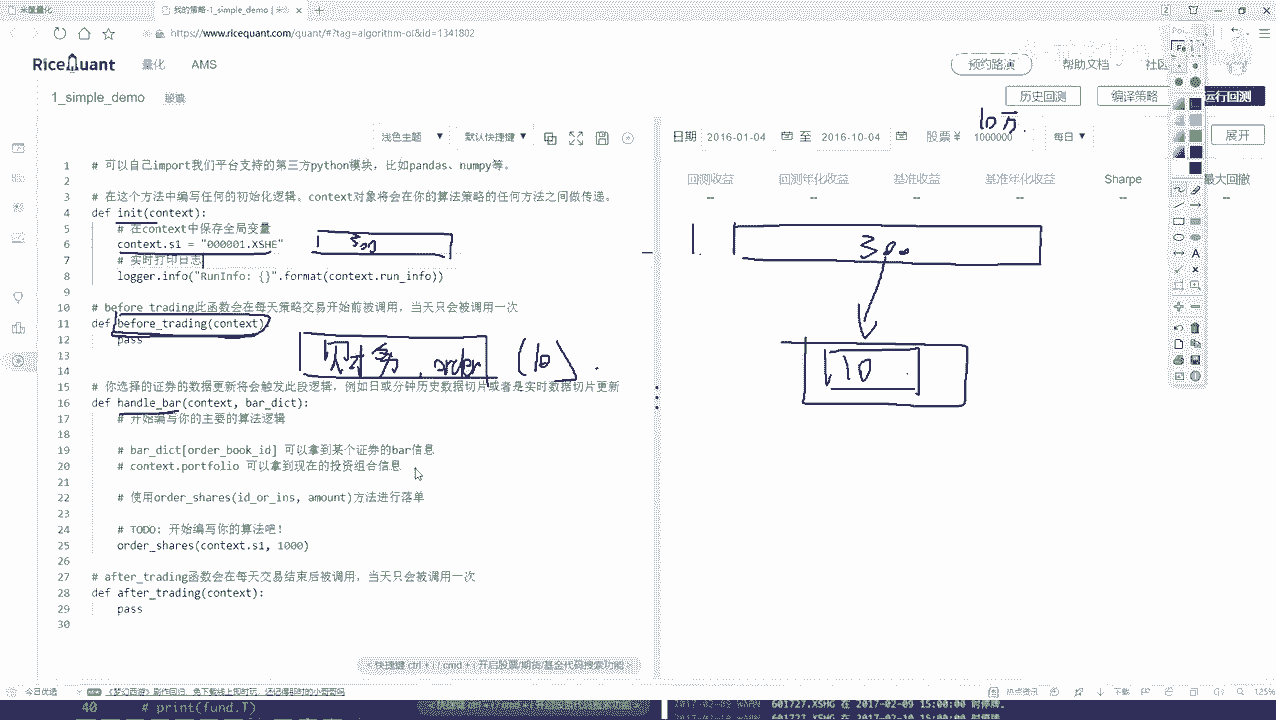 我的策略-1_simple_demo | 米
https://www.ricequant.com/quant/#?tag=algorithm-of&id=1341802
RiceQuant 量化 AMS 预约路演 帮助文档 社区
1_simple_demo 历史回测 编译策略 运行回测
10万.
浅色主题 默认快捷键 日期 2016-01-04 至 2016-10-04 股票¥ 1000000 每日 展开
回测收益 回测年化收益 基准收益 基准年化收益 Sharpe 最大回撤
-- -- -- -- -- --
1 # 可以自己import我们平台支持的第三方python模块，比如pandas、numpy等。
2
3 # 在这个方法中编写任何的初始化逻辑。context对象将会在你的算法策略的任何方法之间做传递。
4 def init(context):
5 # 在context中保存全局变量
6 context.s1 = "000001.XSHE"
7 # 实时打印日志
8 logger.info("RunInfo: {}".format(context.run_info))
9
10 # before_trading此函数会在每天策略交易开始前被调用，当天只会被调用一次
11 def before_trading(context):
12 pass
13
14
15 # 你选择的证券的数据更新将会触发此段逻辑，例如日或分钟历史数据切片或者是实时数据切片更新
16 def handle_bar(context, bar_dict):
17 # 开始编写你的主要的算法逻辑
18
19 # bar_dict[order_book_id] 可以拿到某个证券的bar信息
20 # context.portfolio 可以拿到现在的投资组合信息
21
22 # 使用order_shares(id_or_ins, amount)方法进行落单
23
24 # TODO: 开始编写你的算法吧！
25 order_shares(context.s1, 1000)
26
27 # after_trading函数会在每天交易结束后被调用，当天只会被调用一次
28 def after_trading(context):
29 pass
30
300
1. 300
财务. order (10).
10
快捷键 ctrl + i / cmd + i 开启股票/期货/基金代码搜索功能
今日优选 热点资讯 下载 125%
40 # print(fund.T)
601727.XSHG 在 2017-02-09 15:00:00 时停牌。